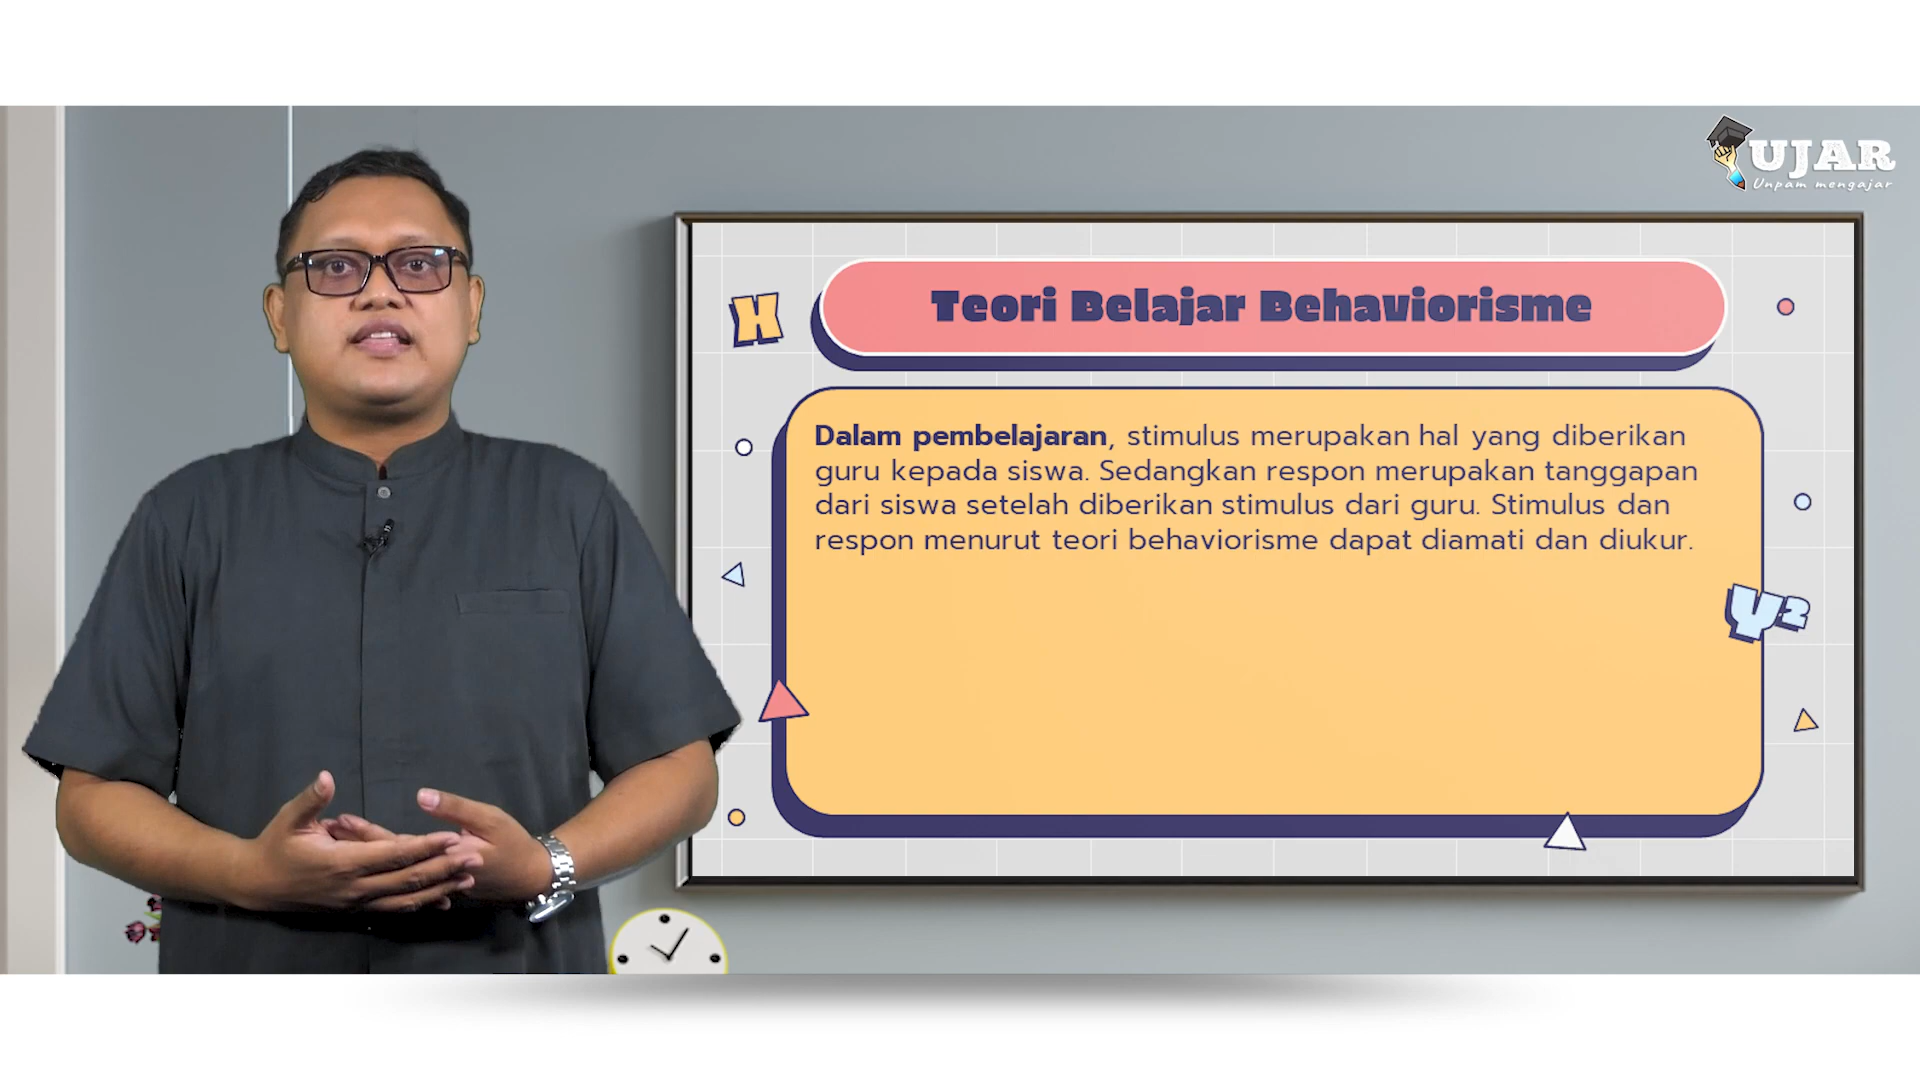 UJAR
Unpam mengajar
Teori Belajar Behaviorisme
H
Dalam pembelajaran, stimulus merupakan hal yang diberikan
guru kepada siswa. Sedangkan respon merupakan tanggapan
dari siswa setelah diberikan stimulus dari guru. Stimulus dan
respon menurut teori behaviorisme dapat diamati dan diukur.
Y²